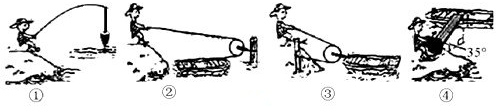 35°
① ② ③ ④